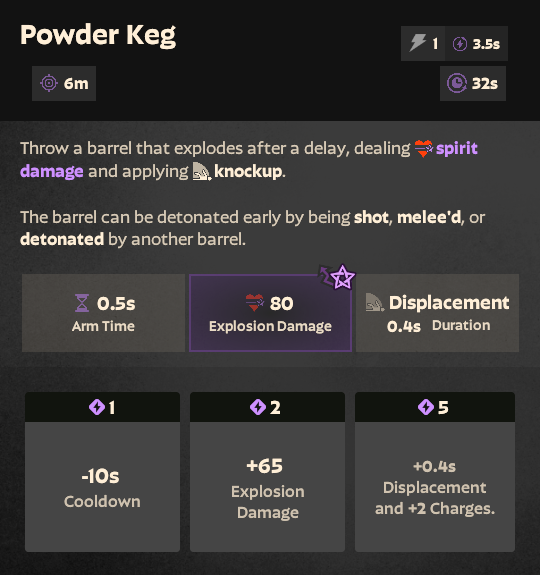 Powder Keg
1
3.5s
6m
32s
Throw a barrel that explodes after a delay, dealing spirit
damage and applying knockup.
The barrel can be detonated early by being shot, melee'd, or
detonated by another barrel.
0.5s
Arm Time
80
Explosion Damage
Displacement
0.4s Duration
1
-10s
Cooldown
2
+65
Explosion
Damage
5
+0.4s
Displacement
and +2 Charges.